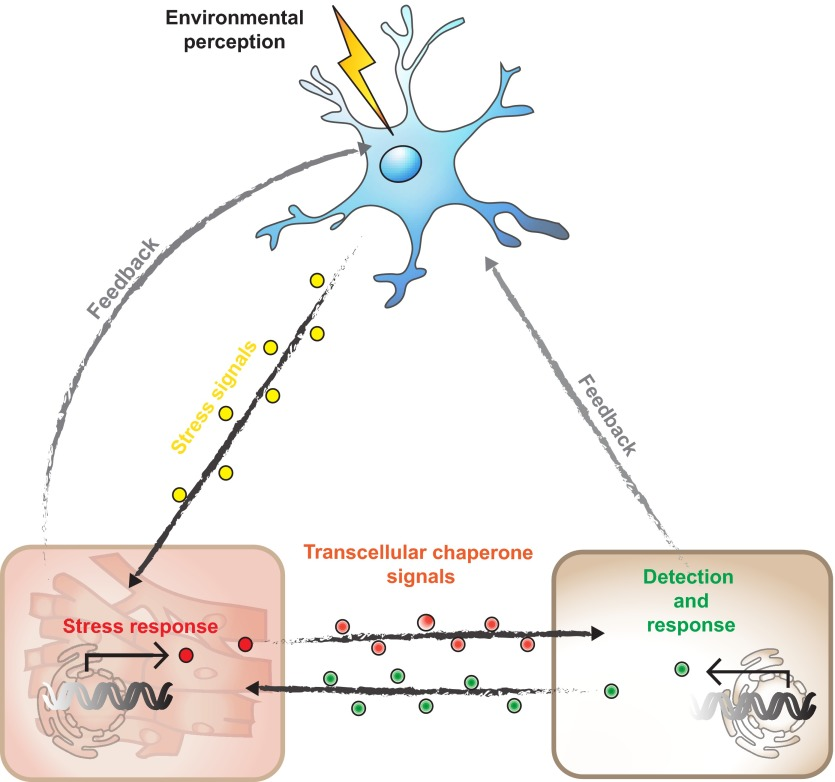 Environmental
perception
Feedback
Stress signals
Feedback
Transcellular chaperone
signals
Stress response
Detection
and
response